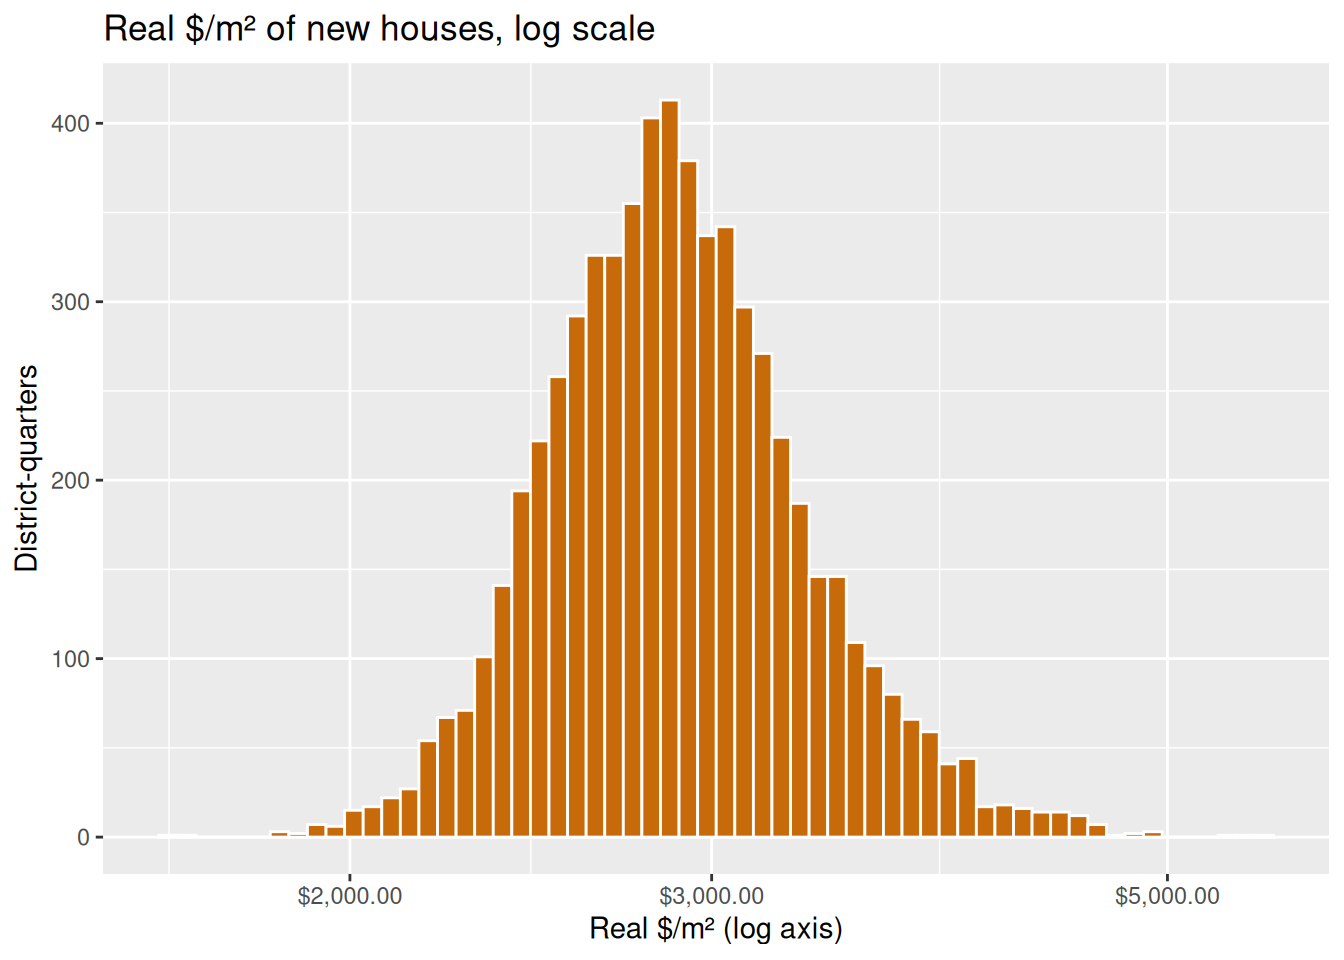 Real $/m² of new houses, log scale
District-quarters
400
300
200
100
0
$2,000.00 $3,000.00 $5,000.00
Real $/m² (log axis)